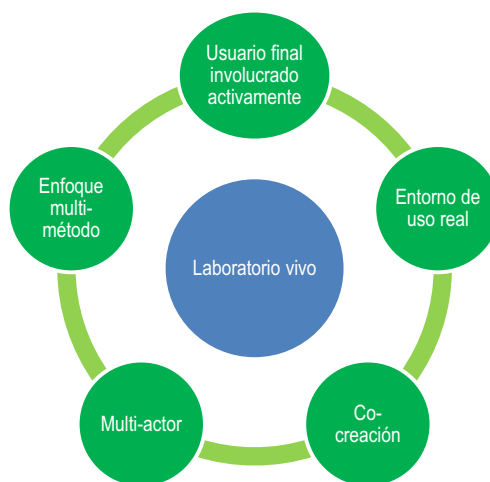 Usuario final
involucrado
activamente
Enfoque
multi-
método
Entorno de
uso real
Laboratorio vivo
Multi-actor
Co-
creación